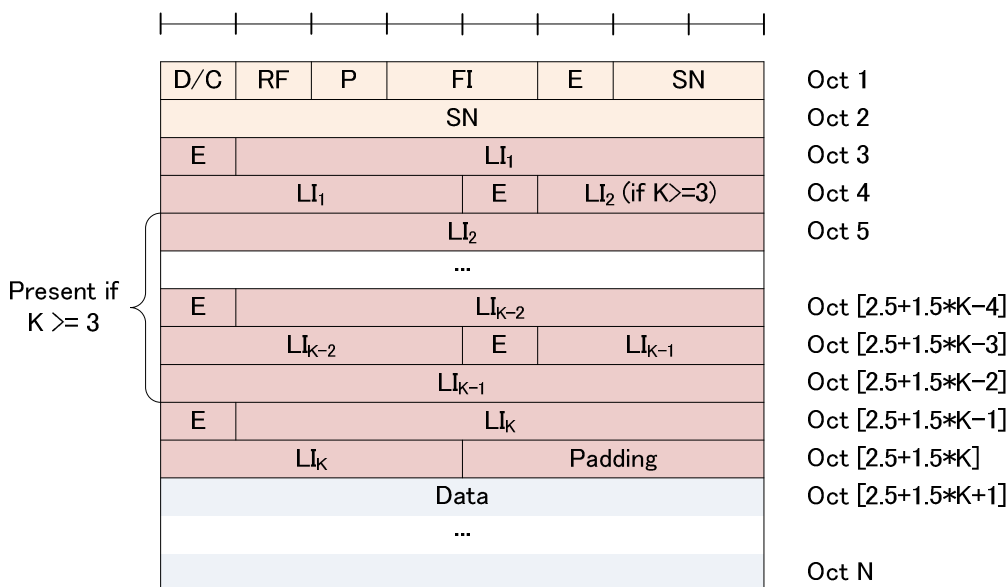 D/C RF P FI E SN Oct 1
SN Oct 2
E LI₁ Oct 3
LI₁ E LI₂ (if K>=3) Oct 4
LI₂ Oct 5
...
Present if
K >= 3
E LIK-2 Oct [2.5+1.5*K-4]
LIK-2 E LIK-1 Oct [2.5+1.5*K-3]
LIK-1 Oct [2.5+1.5*K-2]
E LIK Oct [2.5+1.5*K-1]
LIK Padding Oct [2.5+1.5*K]
Data Oct [2.5+1.5*K+1]
...
Oct N